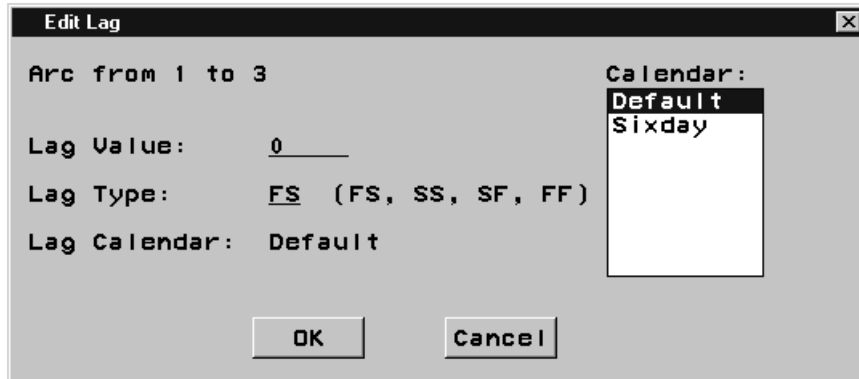 Edit Lag
Arc from 1 to 3
Calendar:
Default
Sixday
Lag Value: 0
Lag Type: FS (FS, SS, SF, FF)
Lag Calendar: Default
OK Cancel